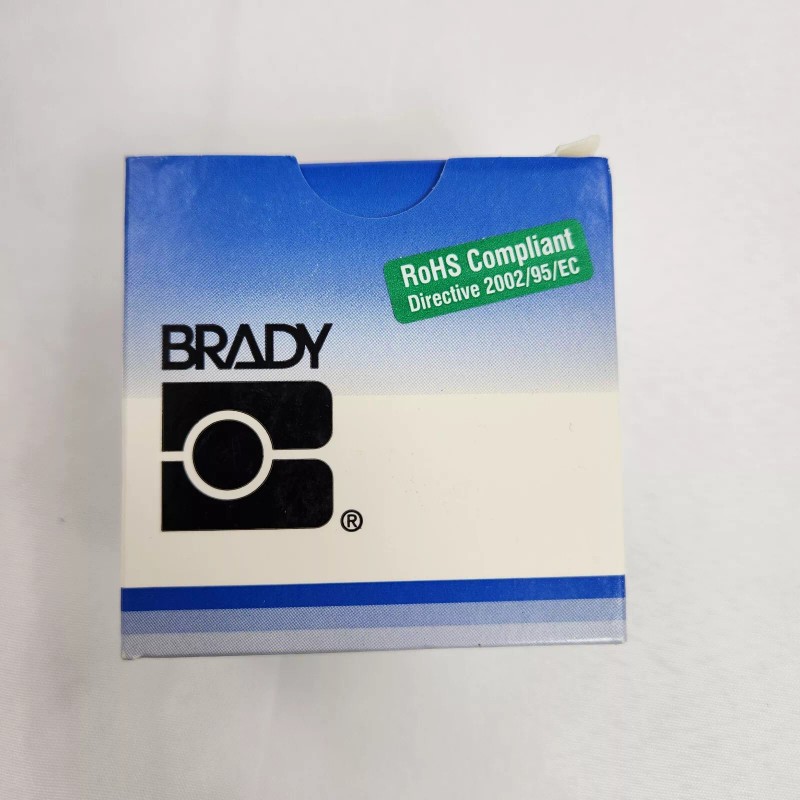 RoHS Compliant
Directive 2002/95/EC
BRADY
®